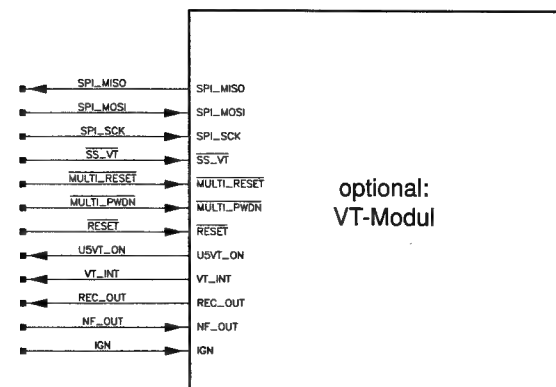 SPI_MISO SPI_MISO
SPI_MOSI SPI_MOSI
SPI_SCK SPI_SCK
SS_VT SS_VT
MULTI_RESET MULTI_RESET
MULTI_PWDN MULTI_PWDN
RESET RESET
U5VT_ON U5VT_ON
VT_INT VT_INT
REC_OUT REC_OUT
NF_OUT NF_OUT
IGN IGN
optional:
VT-Modul